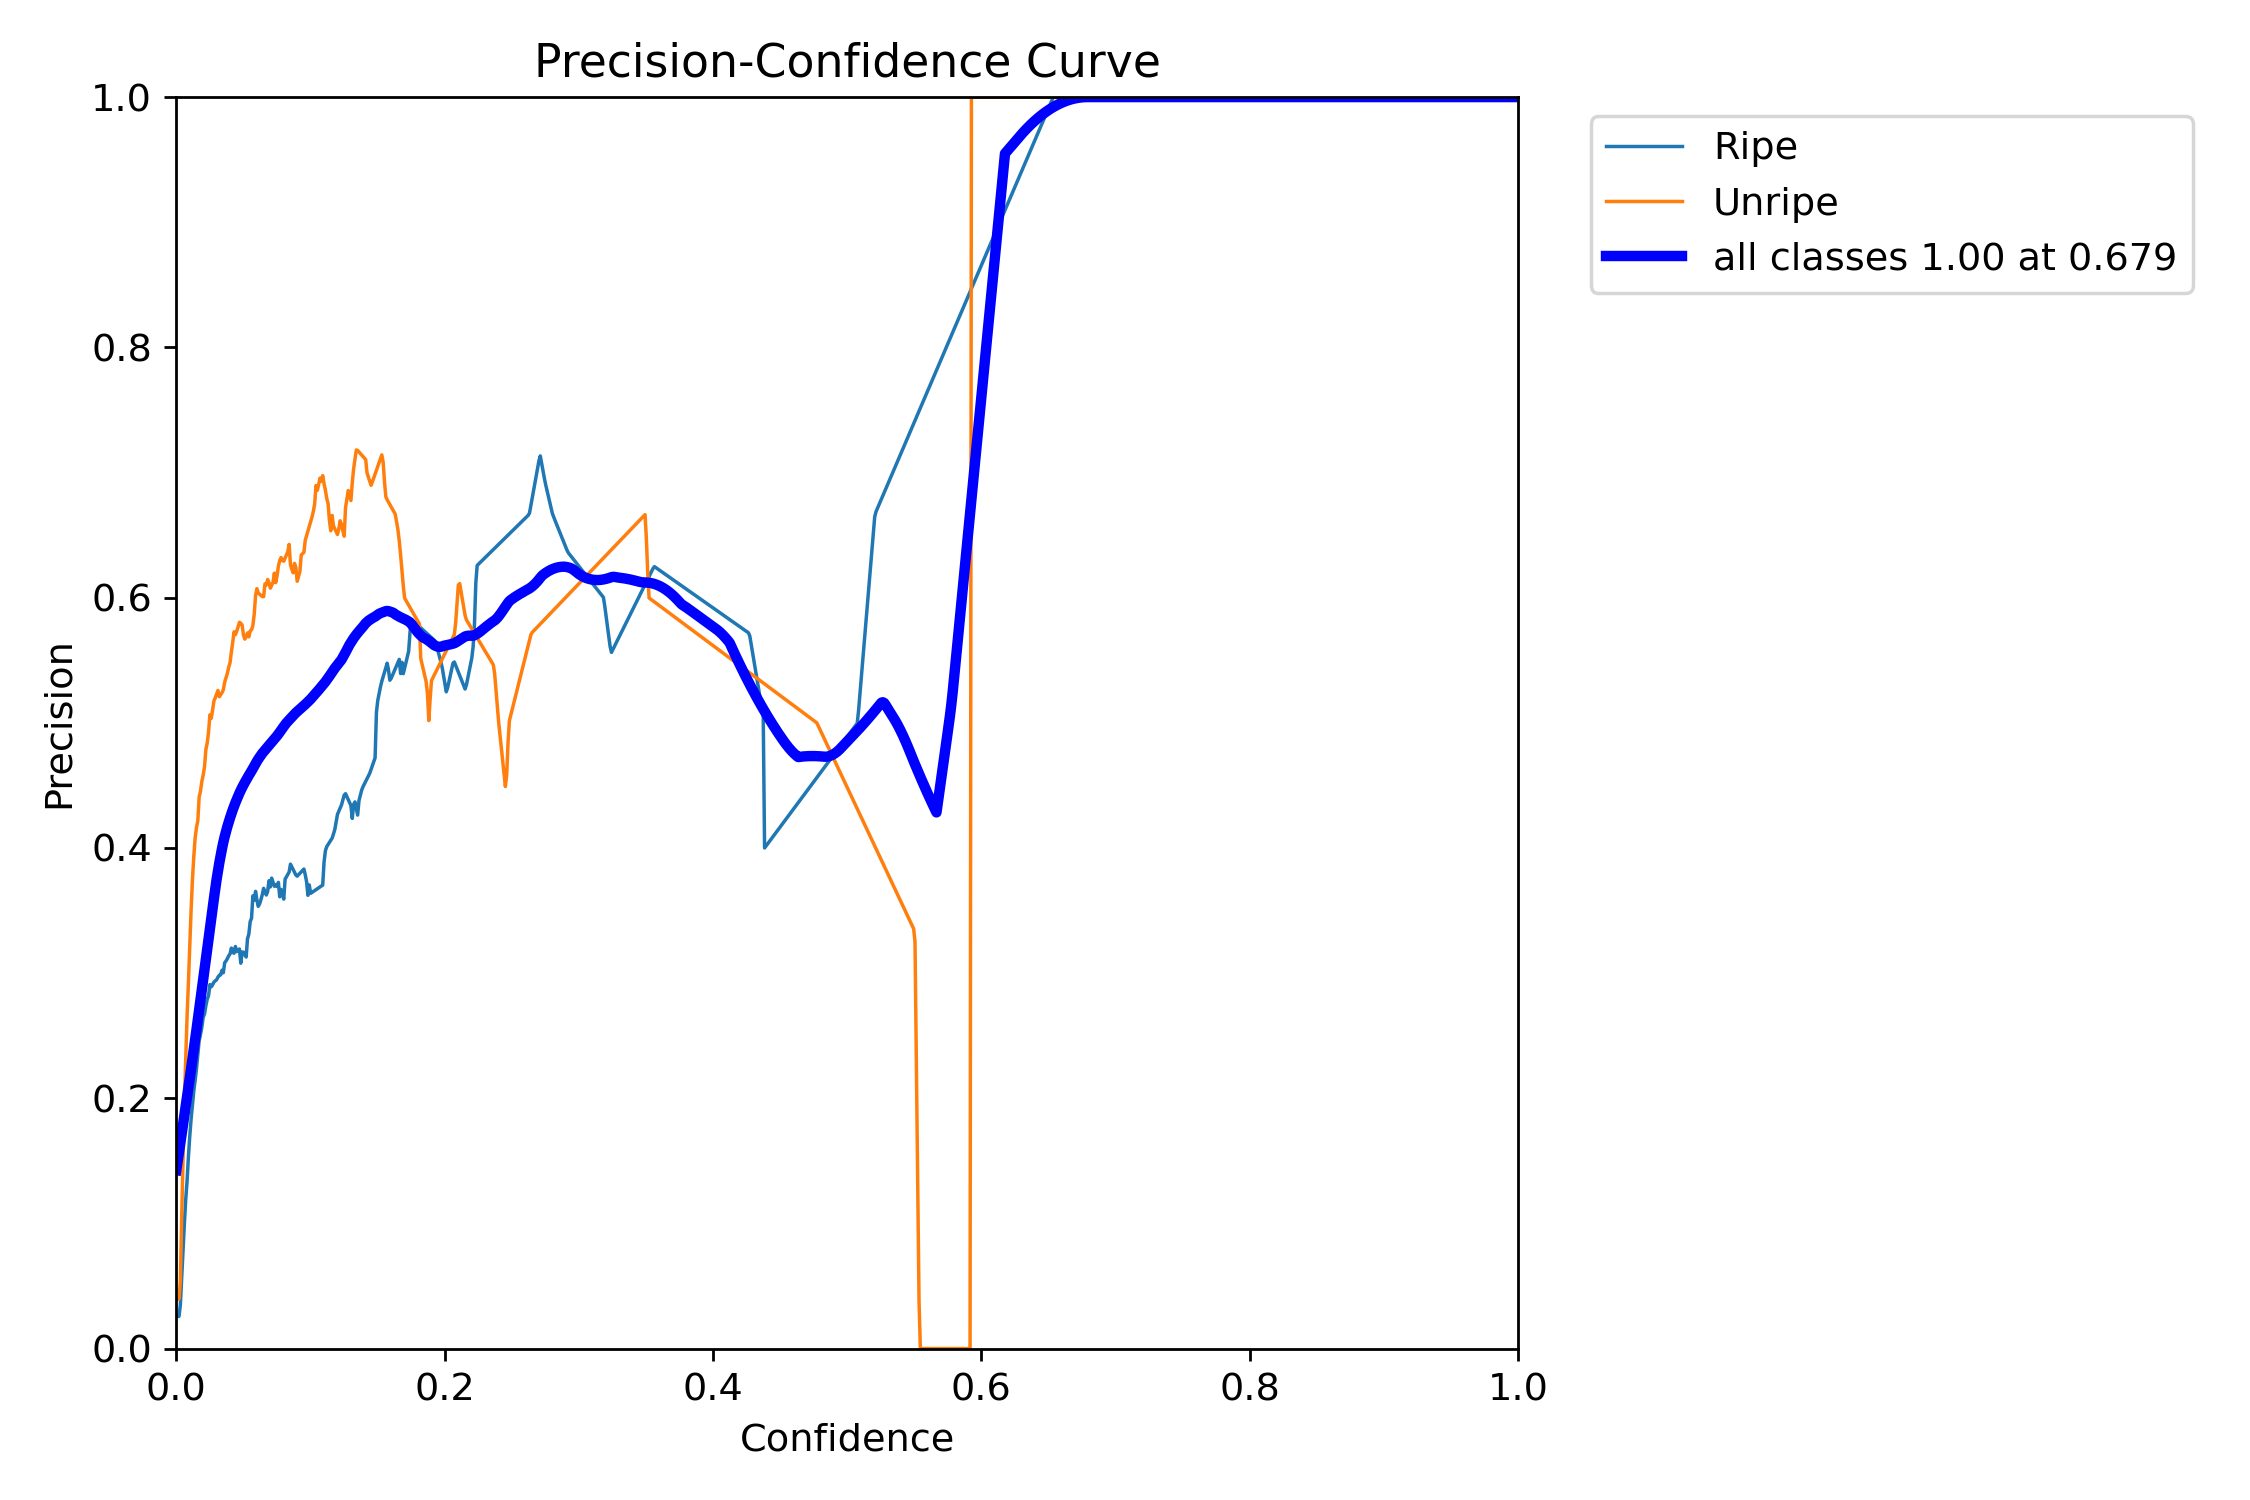 Precision-Confidence Curve
1.0
0.8
0.6
0.4
0.2
0.0
Precision
0.0 0.2 0.4 0.6 0.8 1.0
Confidence
Ripe
Unripe
all classes 1.00 at 0.679